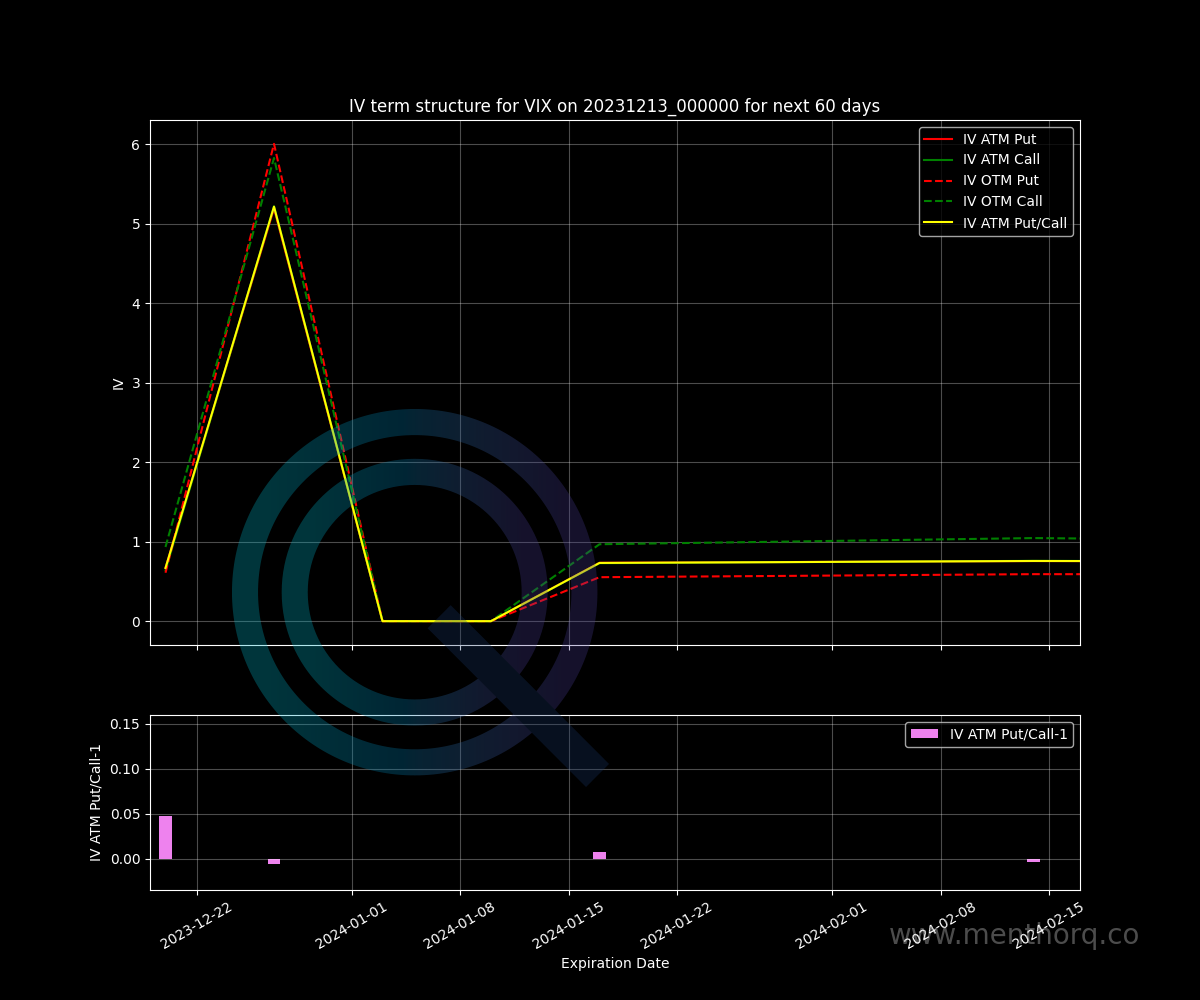 IV term structure for VIX on 20231213_000000 for next 60 days
IV ATM Put
IV ATM Call
IV OTM Put
IV OTM Call
IV ATM Put/Call
6
5
4
3
2
1
0
IV
IV ATM Put/Call-1
0.15
0.10
0.05
0.00
IV ATM Put/Call-1
2023-12-22
2024-01-01
2024-01-08
2024-01-15
2024-01-22
2024-02-01
2024-02-08
2024-02-15
www.menthorq.co
Expiration Date